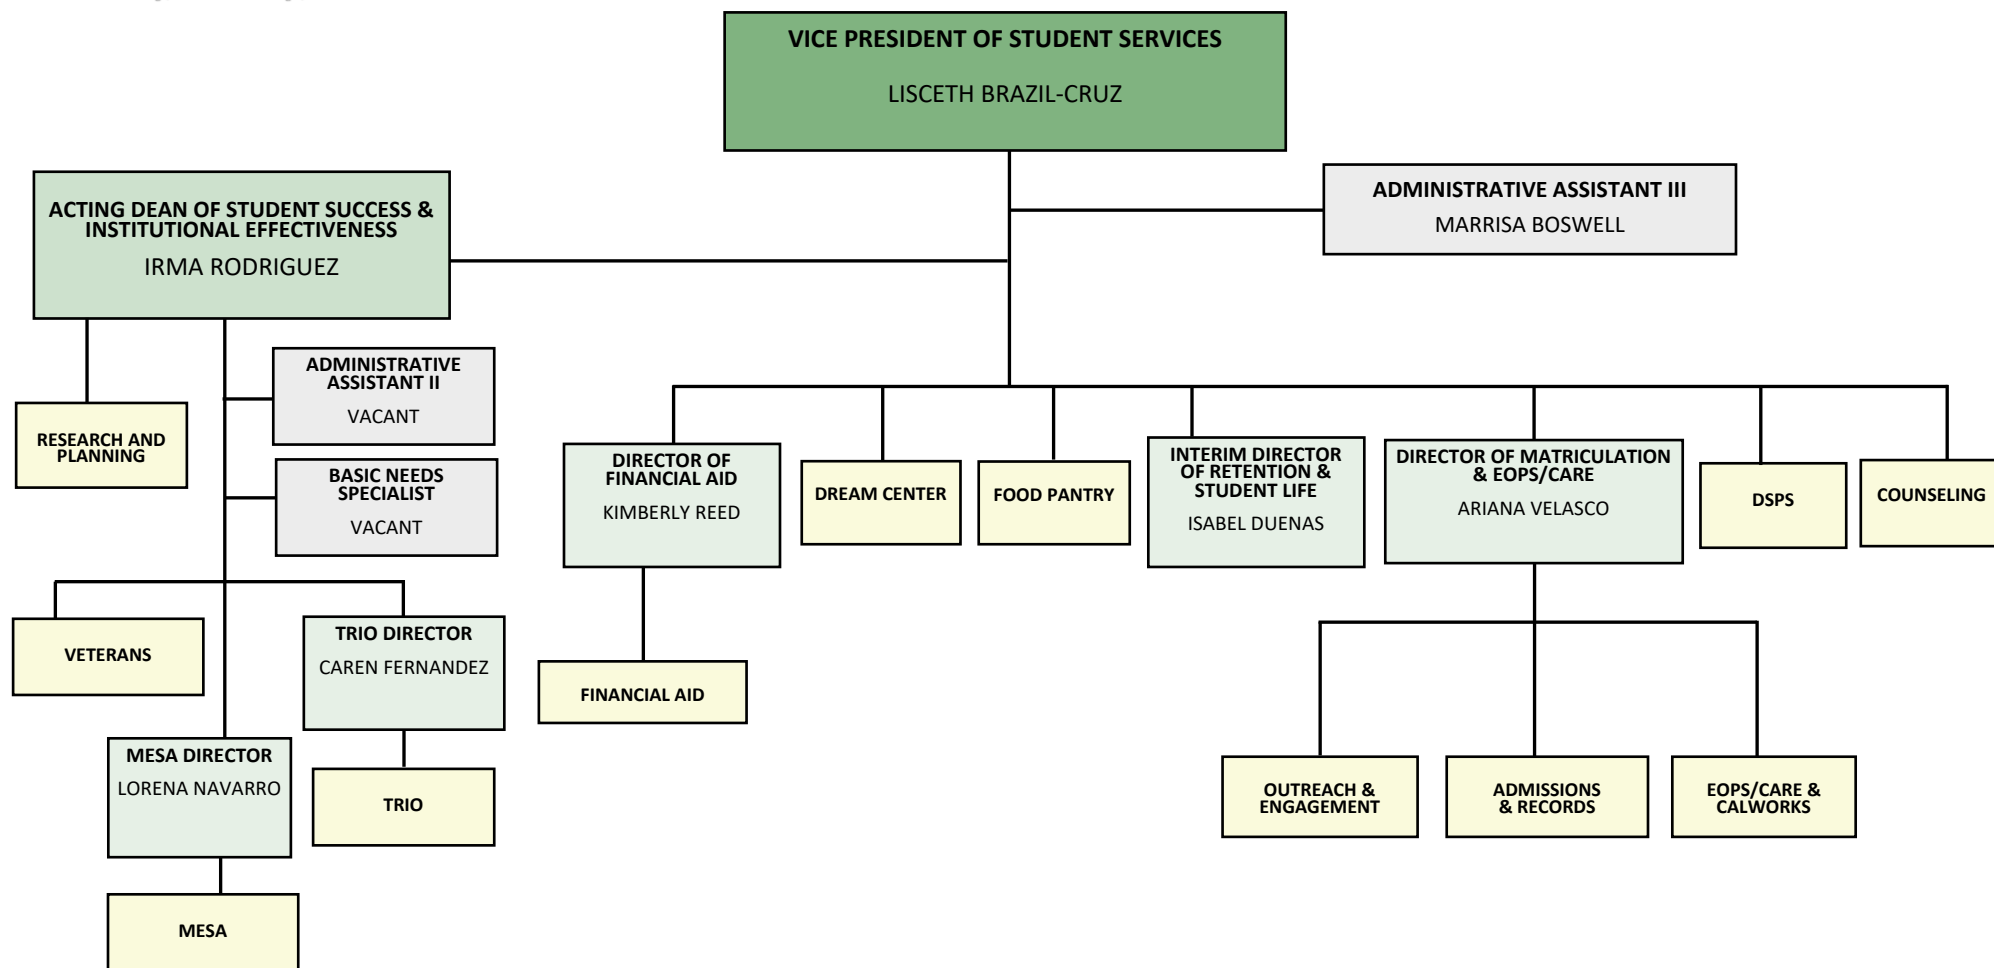 VICE PRESIDENT OF STUDENT SERVICES
LISCETH BRAZIL-CRUZ
ACTING DEAN OF STUDENT SUCCESS &
INSTITUTIONAL EFFECTIVENESS
IRMA RODRIGUEZ
ADMINISTRATIVE ASSISTANT III
MARRISA BOSWELL
ADMINISTRATIVE
ASSISTANT II
VACANT
RESEARCH AND
PLANNING
BASIC NEEDS
SPECIALIST
VACANT
DIRECTOR OF
FINANCIAL AID
KIMBERLY REED
DREAM CENTER
FOOD PANTRY
INTERIM DIRECTOR
OF RETENTION &
STUDENT LIFE
ISABEL DUENAS
DIRECTOR OF MATRICULATION
& EOPS/CARE
ARIANA VELASCO
DSPS
COUNSELING
VETERANS
TRIO DIRECTOR
CAREN FERNANDEZ
FINANCIAL AID
MESA DIRECTOR
LORENA NAVARRO
TRIO
OUTREACH &
ENGAGEMENT
ADMISSIONS
& RECORDS
EOPS/CARE &
CALWORKS
MESA